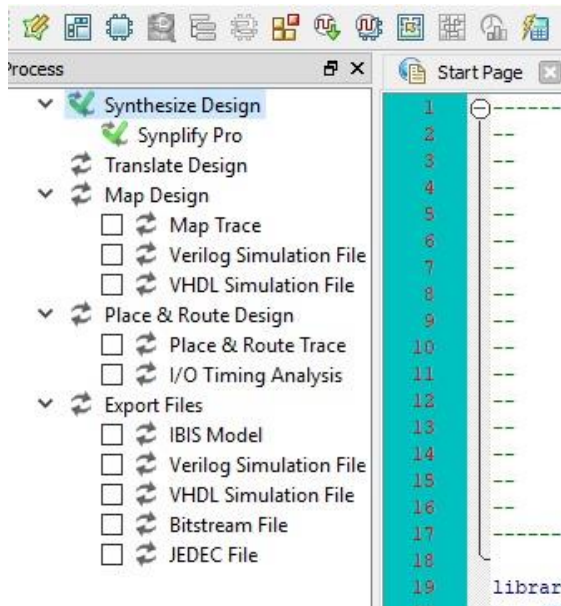 Process
Start Page
Synthesize Design
Synplify Pro
Translate Design
Map Design
Map Trace
Verilog Simulation File
VHDL Simulation File
Place & Route Design
Place & Route Trace
I/O Timing Analysis
Export Files
IBIS Model
Verilog Simulation File
VHDL Simulation File
Bitstream File
JEDEC File
1 ------
2 --
3 --
4 --
5 --
6 --
7 --
8 --
9 --
10 --
11 --
12 --
13 --
14 --
15 --
16 --
17 ------
18
19 librar